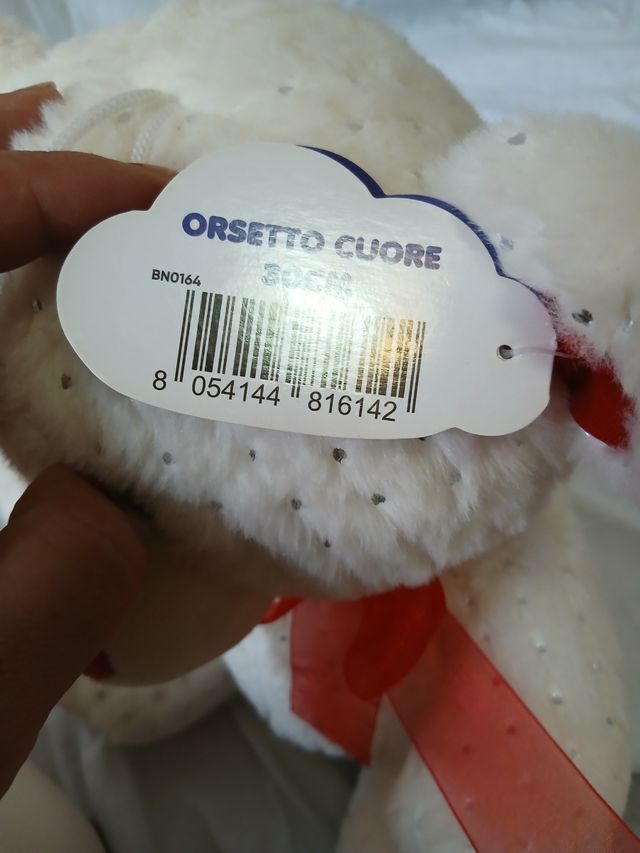 ORSETTO CUORE
30CM
BN0164
8 054144 816142